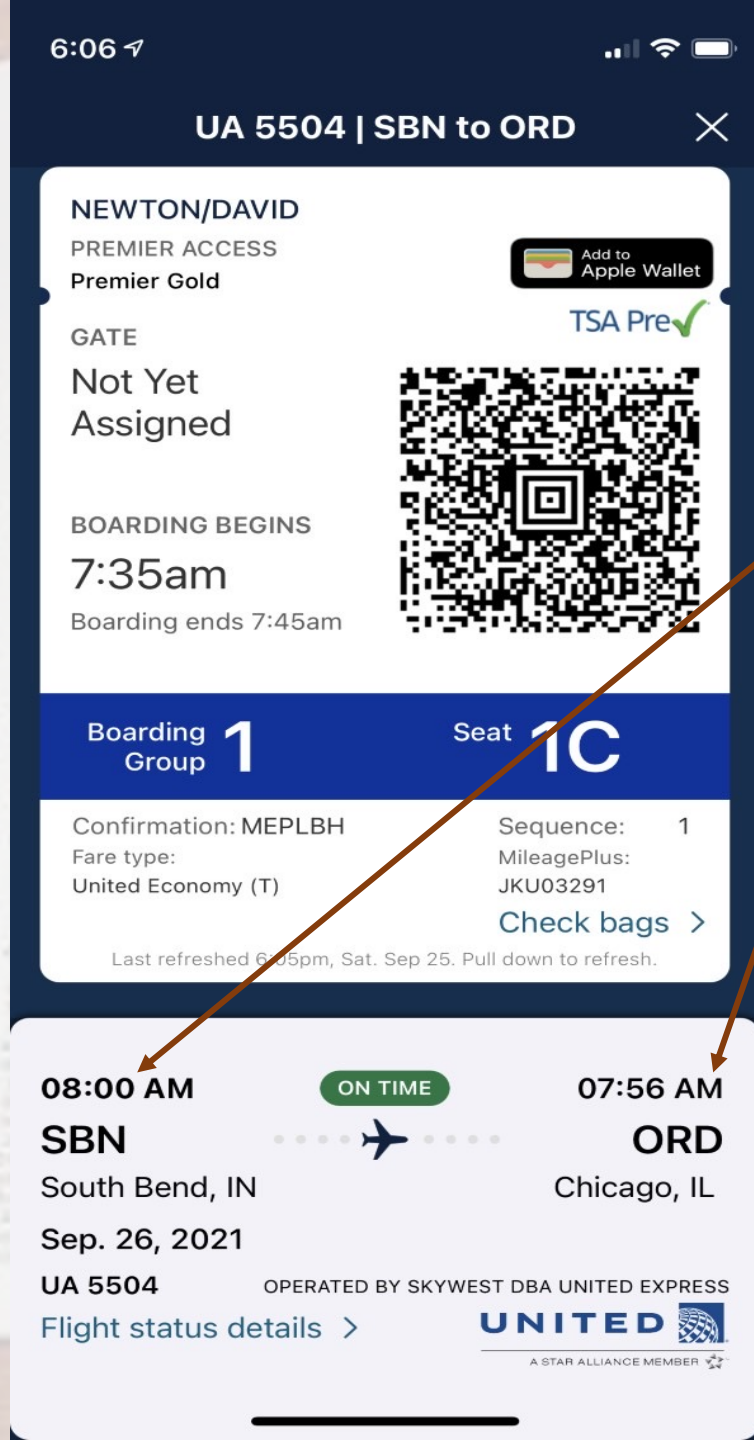 6:06
UA 5504 | SBN to ORD
NEWTON/DAVID
PREMIER ACCESS
Premier Gold
Add to
Apple Wallet
TSA Pre
GATE
Not Yet
Assigned
BOARDING BEGINS
7:35am
Boarding ends 7:45am
Boarding Group 1
Seat 1C
Confirmation: MEPLBH
Sequence: 1
Fare type:
MileagePlus:
United Economy (T)
JKU03291
Check bags >
Last refreshed 6:05pm, Sat. Sep 25. Pull down to refresh.
08:00 AM
ON TIME
07:56 AM
SBN
ORD
South Bend, IN
Chicago, IL
Sep. 26, 2021
UA 5504
OPERATED BY SKYWEST DBA UNITED EXPRESS
Flight status details >
UNITED
A STAR ALLIANCE MEMBER